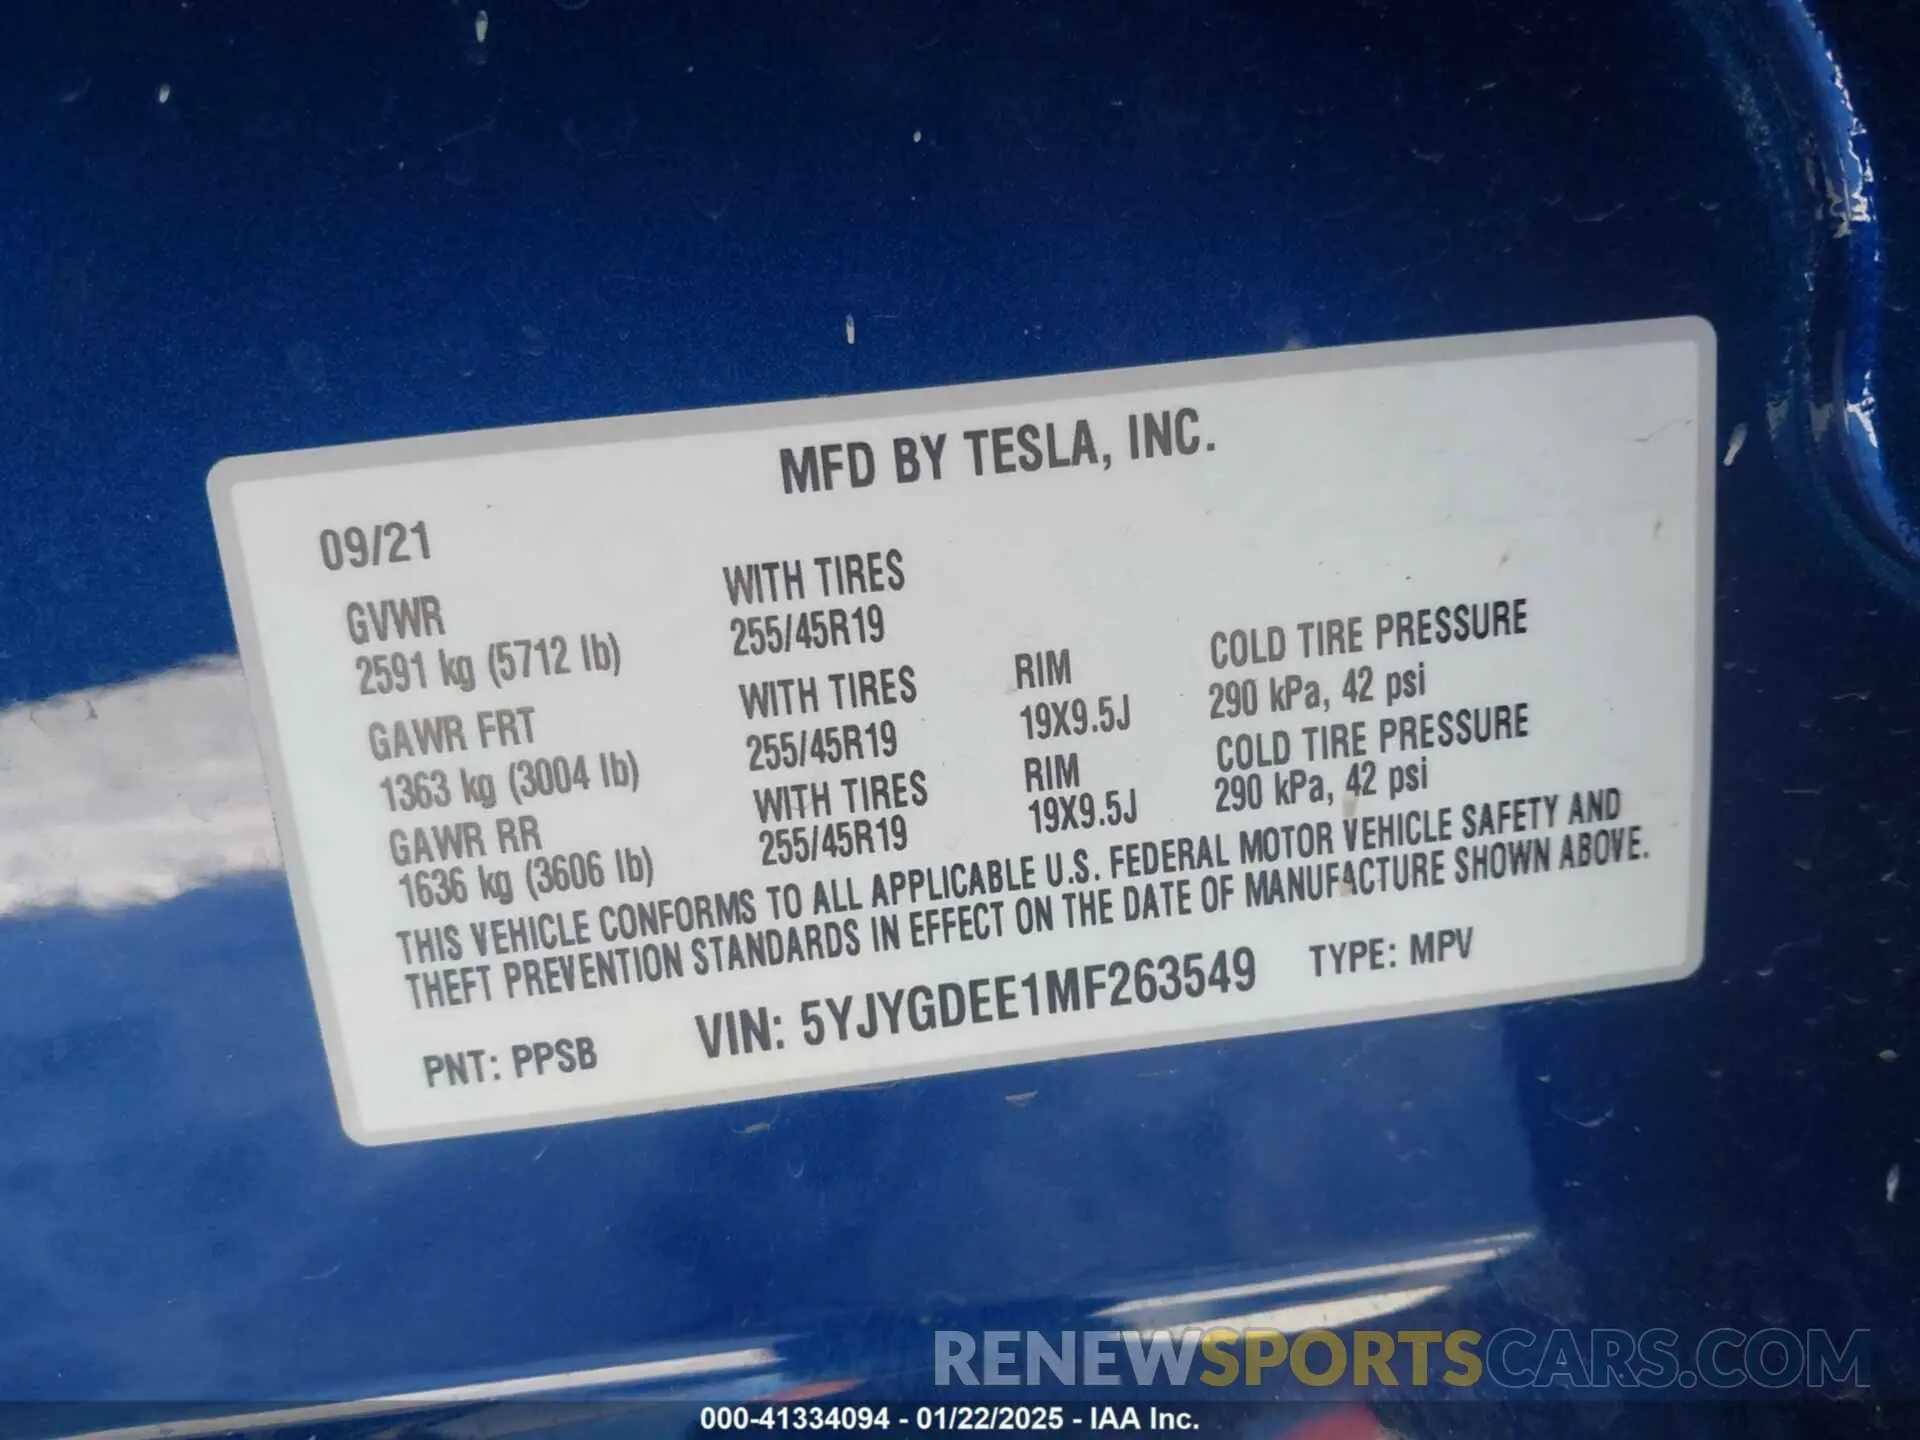 MFD BY TESLA, INC.
09/21
GVWR
2591 kg (5712 lb)
WITH TIRES
255/45R19
GAWR FRT
1363 kg (3004 lb)
WITH TIRES
255/45R19
RIM
19X9.5J
COLD TIRE PRESSURE
290 kPa, 42 psi
GAWR RR
1636 kg (3606 lb)
WITH TIRES
255/45R19
RIM
19X9.5J
COLD TIRE PRESSURE
290 kPa, 42 psi
THIS VEHICLE CONFORMS TO ALL APPLICABLE U.S. FEDERAL MOTOR VEHICLE SAFETY AND
THEFT PREVENTION STANDARDS IN EFFECT ON THE DATE OF MANUFACTURE SHOWN ABOVE.
PNT: PPSB VIN: 5YJYGDEE1MF263549 TYPE: MPV
RENEWSPORTSCARS.COM
000-41334094 - 01/22/2025 - IAA Inc.